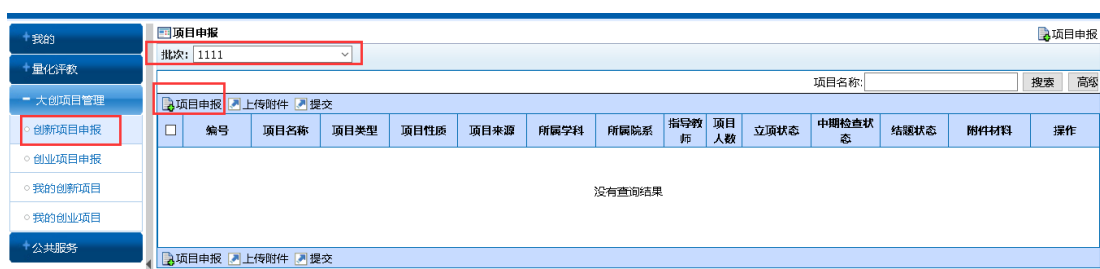 我的
量化评教
大创项目管理
创新项目申报
创业项目申报
我的创新项目
我的创业项目
公共服务
项目申报
项目申报
批次: 1111
项目名称: 搜索 高级
项目申报 上传附件 提交
编号 项目名称 项目类型 项目性质 项目来源 所属学科 所属院系 指导教师 项目人数 立项状态 中期检查状态 结题状态 附件材料 操作
没有查询结果
项目申报 上传附件 提交